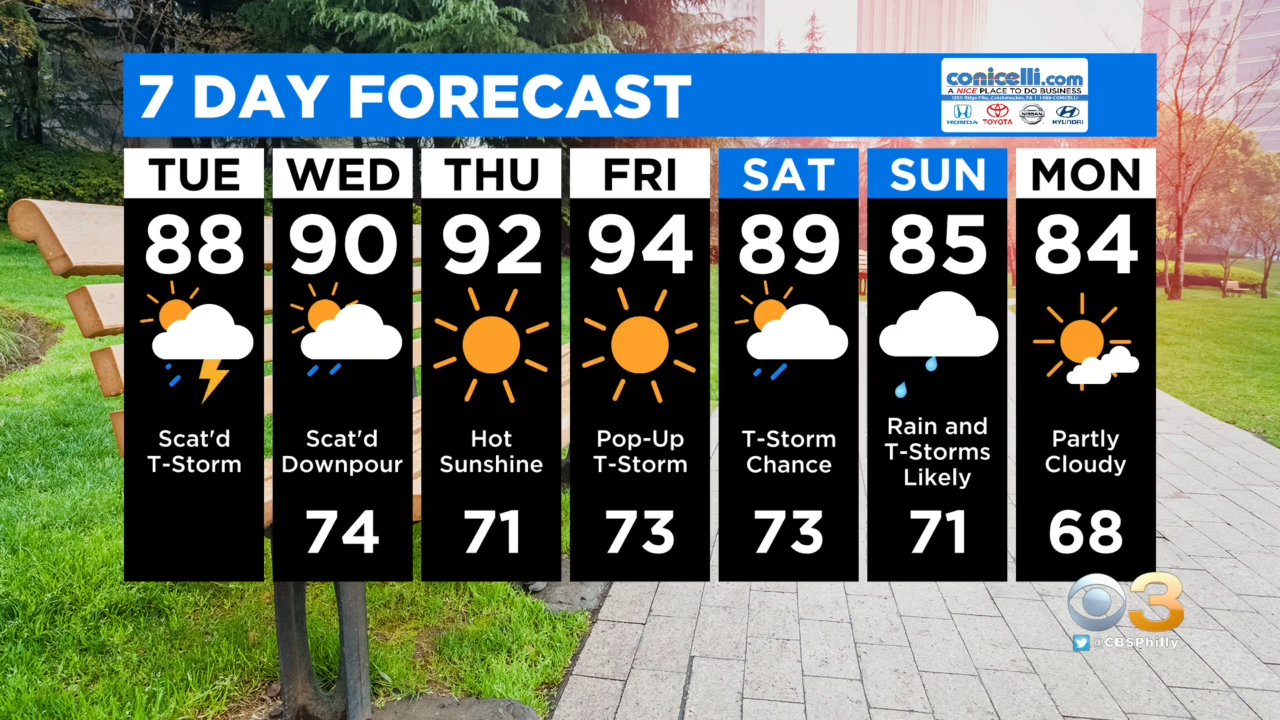 7 DAY FORECAST
conicelli.com
A NICE PLACE TO DO BUSINESS
HONDA TOYOTA NISSAN HYUNDAI
TUE WED THU FRI SAT SUN MON
88 90 92 94 89 85 84
Scat'd
T-Storm
Scat'd
Downpour
Hot
Sunshine
Pop-Up
T-Storm
T-Storm
Chance
Rain and
T-Storms
Likely
Partly
Cloudy
74 71 73 73 71 68
3
@CBSPhilly